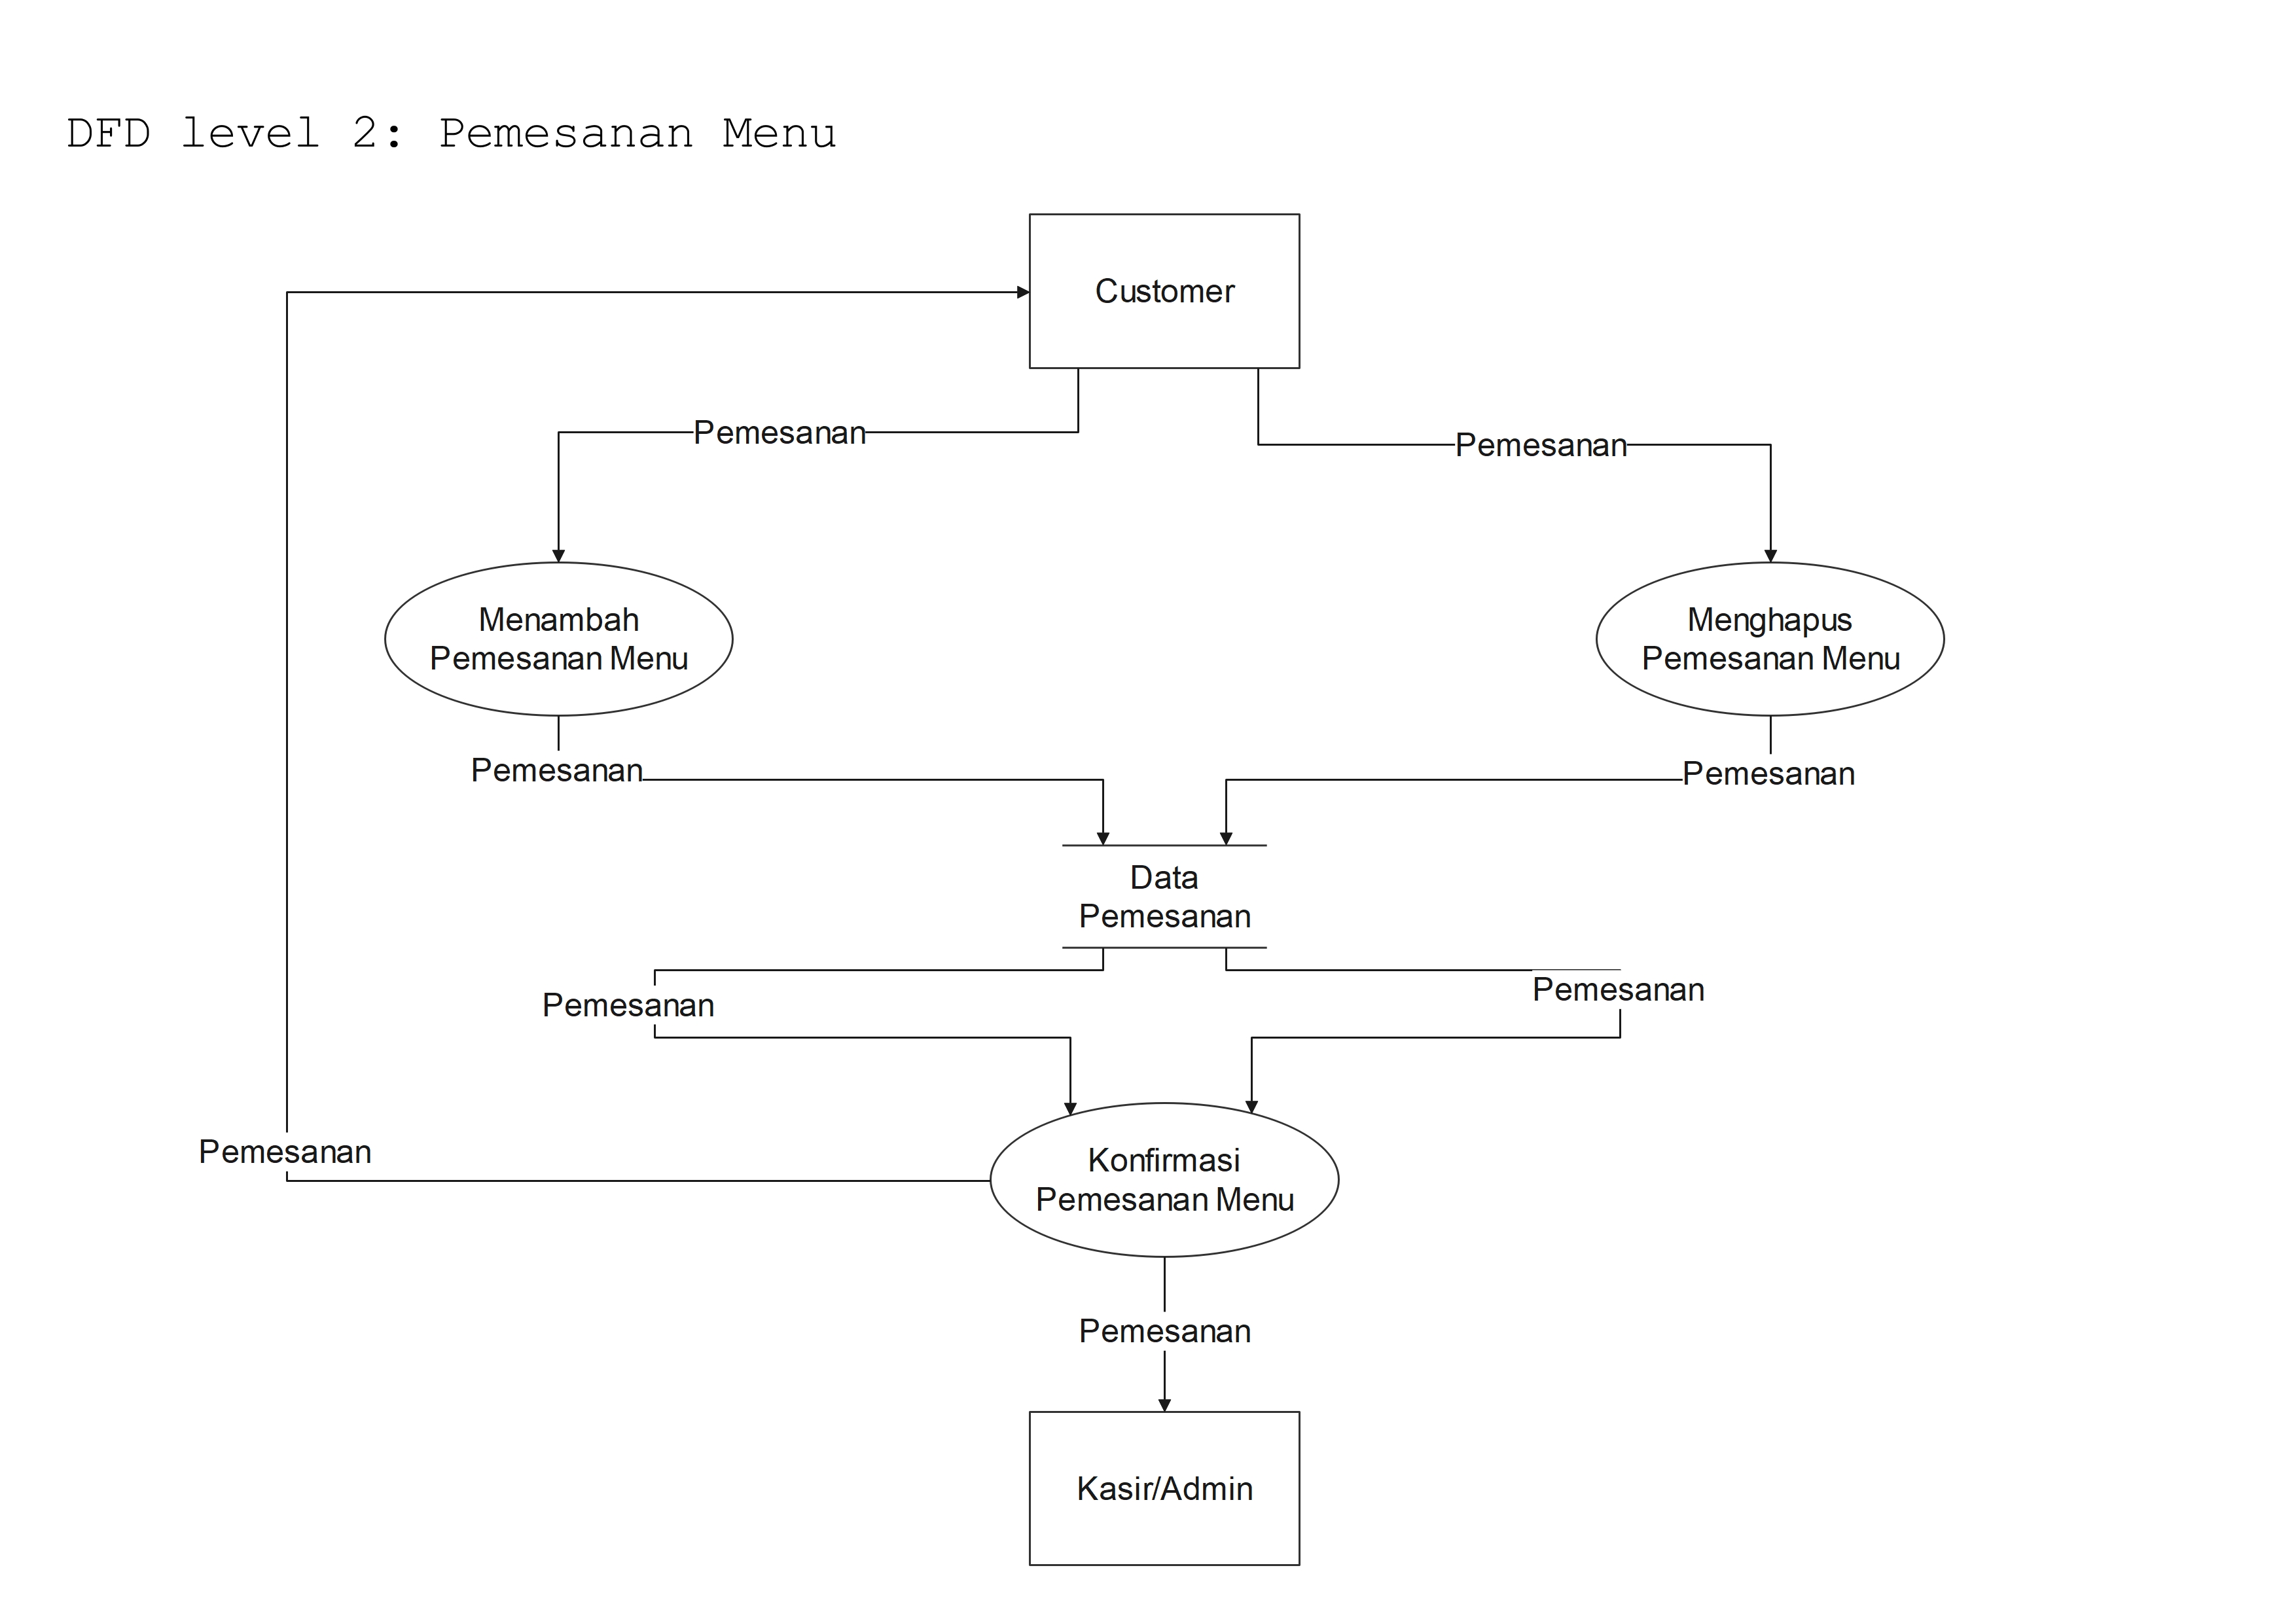 DFD level 2: Pemesanan Menu
Customer
Pemesanan
Pemesanan
Menambah
Pemesanan Menu
Menghapus
Pemesanan Menu
Pemesanan
Pemesanan
Data
Pemesanan
Pemesanan
Pemesanan
Pemesanan
Konfirmasi
Pemesanan Menu
Pemesanan
Kasir/Admin